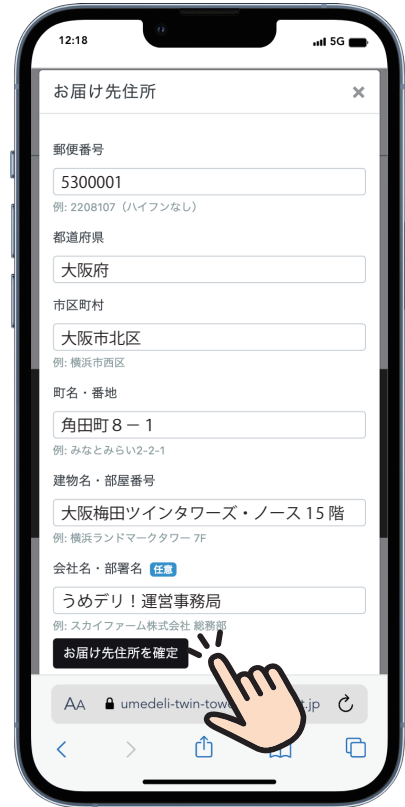 12:18
5G
お届け先住所 ×
郵便番号
5300001
例: 2208107（ハイフンなし）
都道府県
大阪府
市区町村
大阪市北区
例: 横浜市西区
町名・番地
角田町８－１
例: みなとみらい2-2-1
建物名・部屋番号
大阪梅田ツインタワーズ・ノース 15 階
例: 横浜ランドマークタワー 7F
会社名・部署名 任意
うめデリ！運営事務局
例: スカイファーム株式会社 総務部
お届け先住所を確定
AA umedeli-twin-tow